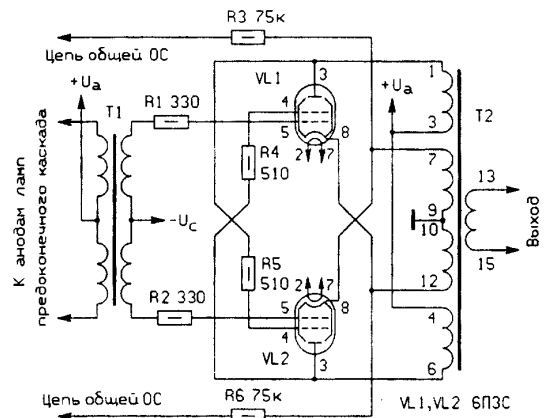 R3 75к
Цепь общей ОС
VL1
3
1
+Ua
T1
R1 330
4
5
8
+Ua
T2
3
2
7
R4
510
7
13
К анодам ламп
предоконечного каскада
-Uc
9
10
Выход
15
R5
510
2
7
8
12
R2 330
5
4
4
VL2
3
6
Цепь общей ОС
R6 75к
VL1, VL2 6П3С